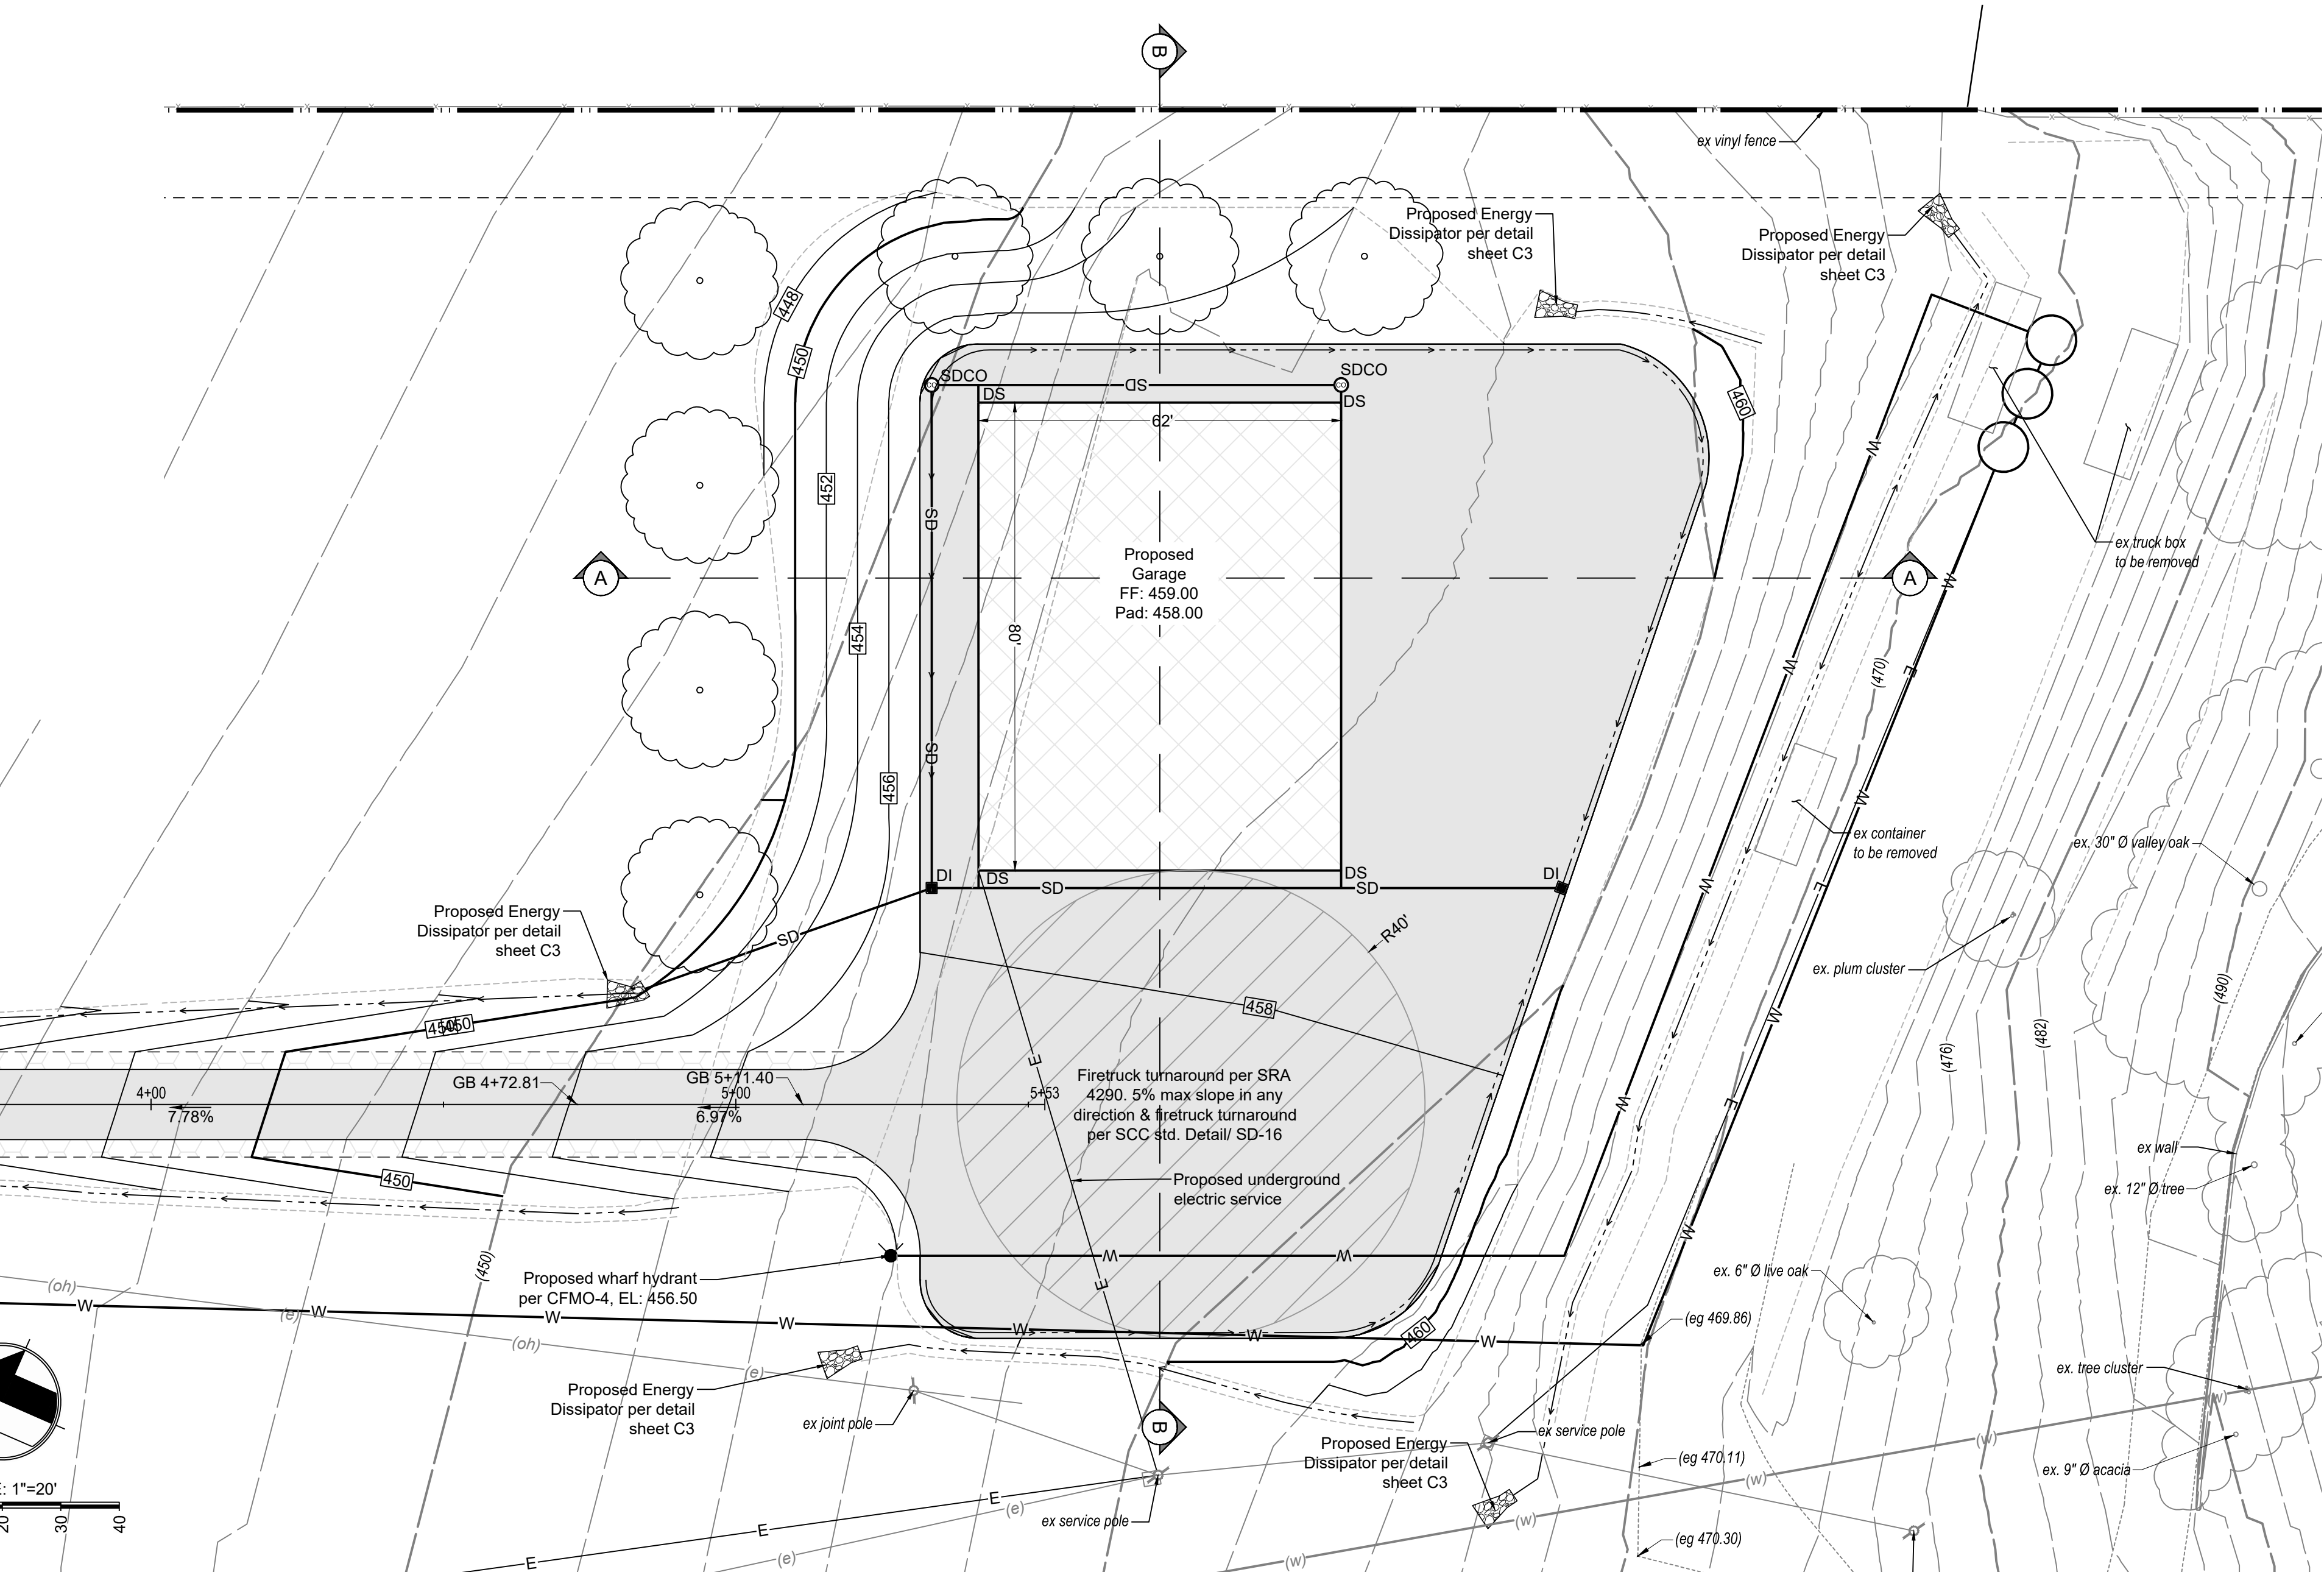 B
ex vinyl fence
Proposed Energy
Dissipator per detail
sheet C3
Proposed Energy
Dissipator per detail
sheet C3
448
450
SDCO
SD
SDCO
DS
DS
62'
460
W
452
SD
Proposed
Garage
FF: 459.00
Pad: 458.00
ex truck box
to be removed
A
A
W
80'
454
W
(470)
E
SD
456
W
ex container
to be removed
ex. 30" Ø valley oak
DI
DS
SD
SD
DS
DI
W
E
Proposed Energy
Dissipator per detail
sheet C3
SD
R40'
ex. plum cluster
(490)
458
W
(482)
(476)
450
450
E
GB 4+72.81
GB 5+11.40
4+00
5+00
5+53
7.78%
6.97%
Firetruck turnaround per SRA
4290. 5% max slope in any
direction & firetruck turnaround
per SCC std. Detail/ SD-16
W
E
ex wall
450
Proposed underground
electric service
ex. 12" Ø tree
W
(450)
W
W
Proposed wharf hydrant
per CFMO-4, EL: 456.50
(oh)
E
ex. 6" Ø live oak
W
W
(e)
W
W
W
W
460
W
(eg 469.86)
(oh)
(e)
Proposed Energy
Dissipator per detail
sheet C3
ex joint pole
ex. tree cluster
(w)
B
ex service pole
Proposed Energy
Dissipator per detail
sheet C3
(w)
(eg 470.11)
(w)
ex. 9" Ø acacia
: 1"=20'
20
30
40
E
(e)
ex service pole
(w)
E
(eg 470.30)
E
(e)
(w)